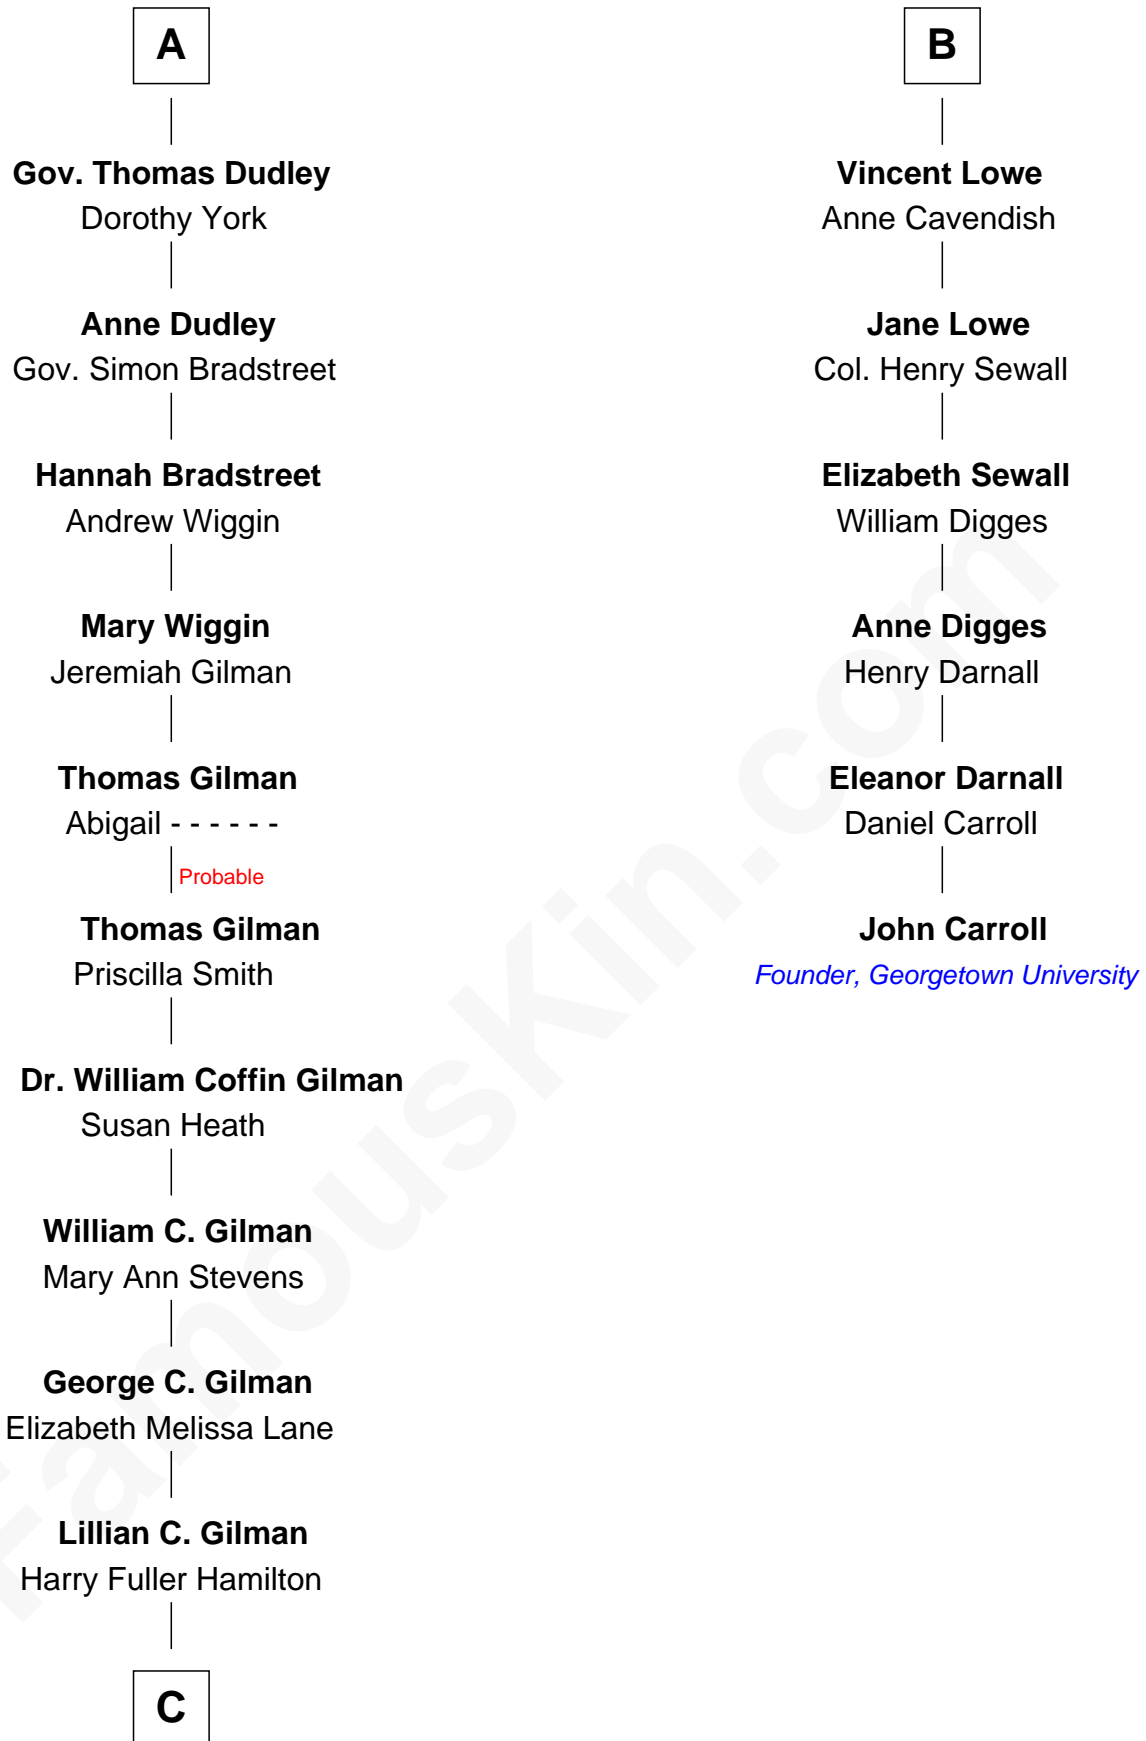 A
Gov. Thomas Dudley
Dorothy York
Anne Dudley
Gov. Simon Bradstreet
Hannah Bradstreet
Andrew Wiggin
Mary Wiggin
Jeremiah Gilman
Thomas Gilman
Abigail - - - - - -
Probable
Thomas Gilman
Priscilla Smith
Dr. William Coffin Gilman
Susan Heath
William C. Gilman
Mary Ann Stevens
George C. Gilman
Elizabeth Melissa Lane
Lillian C. Gilman
Harry Fuller Hamilton
C
B
Vincent Lowe
Anne Cavendish
Jane Lowe
Col. Henry Sewall
Elizabeth Sewall
William Digges
Anne Digges
Henry Darnall
Eleanor Darnall
Daniel Carroll
John Carroll
Founder, Georgetown University
FamousKin.com